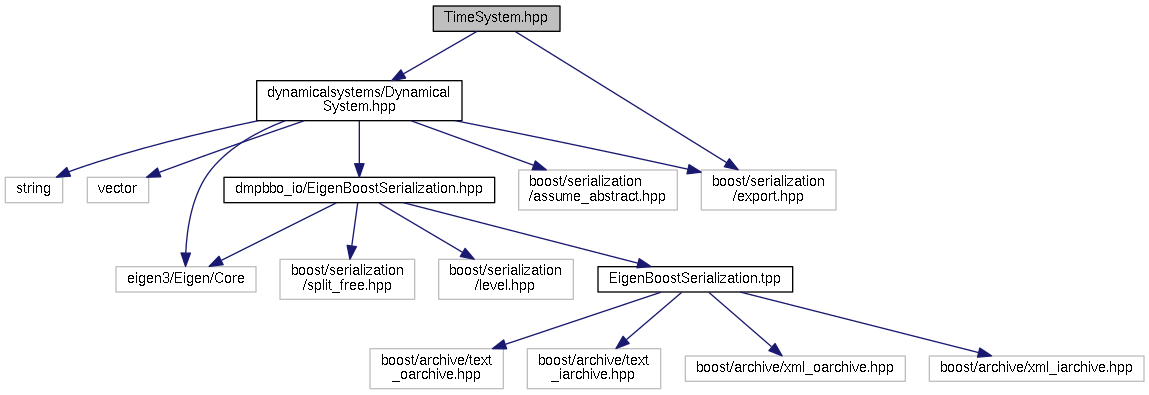 TimeSystem.hpp
dynamicalsystems/Dynamical
System.hpp
string
vector
dmpbbo_io/EigenBoostSerialization.hpp
boost/serialization
/assume_abstract.hpp
boost/serialization
/export.hpp
eigen3/Eigen/Core
boost/serialization
/split_free.hpp
boost/serialization
/level.hpp
EigenBoostSerialization.tpp
boost/archive/text
_oarchive.hpp
boost/archive/text
_iarchive.hpp
boost/archive/xml_oarchive.hpp
boost/archive/xml_iarchive.hpp